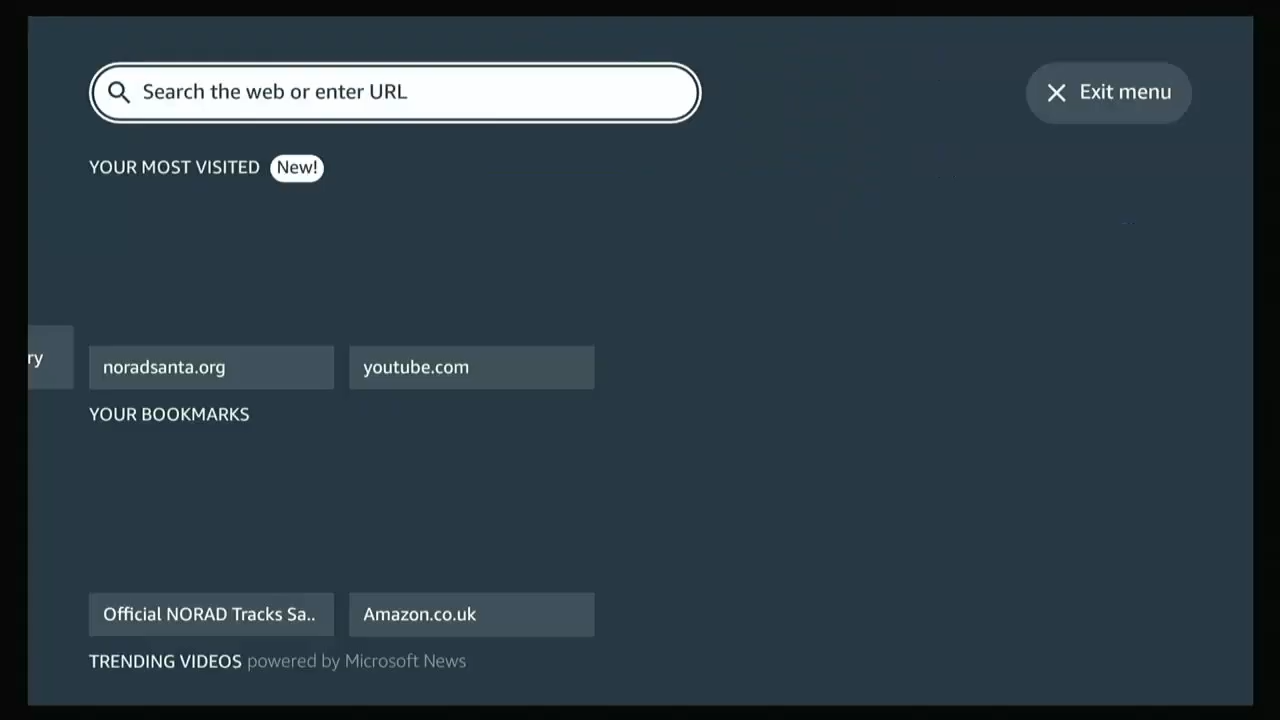 Search the web or enter URL
Exit menu
YOUR MOST VISITED New!
ry
noradsanta.org
youtube.com
YOUR BOOKMARKS
Official NORAD Tracks Sa..
Amazon.co.uk
TRENDING VIDEOS powered by Microsoft News